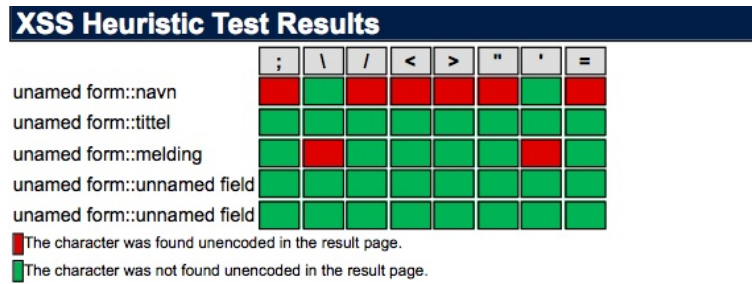 XSS Heuristic Test Results
; \ / < > " ' =
unamed form::navn
unamed form::tittel
unamed form::melding
unamed form::unnamed field
unamed form::unnamed field
The character was found unencoded in the result page.
The character was not found unencoded in the result page.